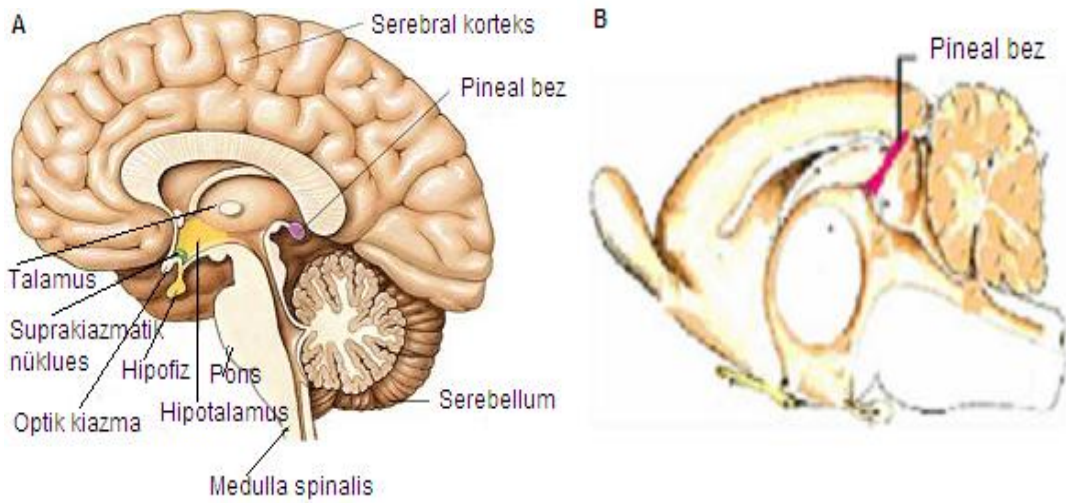 A
Serebral korteks
Pineal bez
Talamus
Suprakiazmatik
nüklues
Hipofiz
Pons
Optik kiazma
Hipotalamus
Serebellum
Medulla spinalis
B
Pineal bez